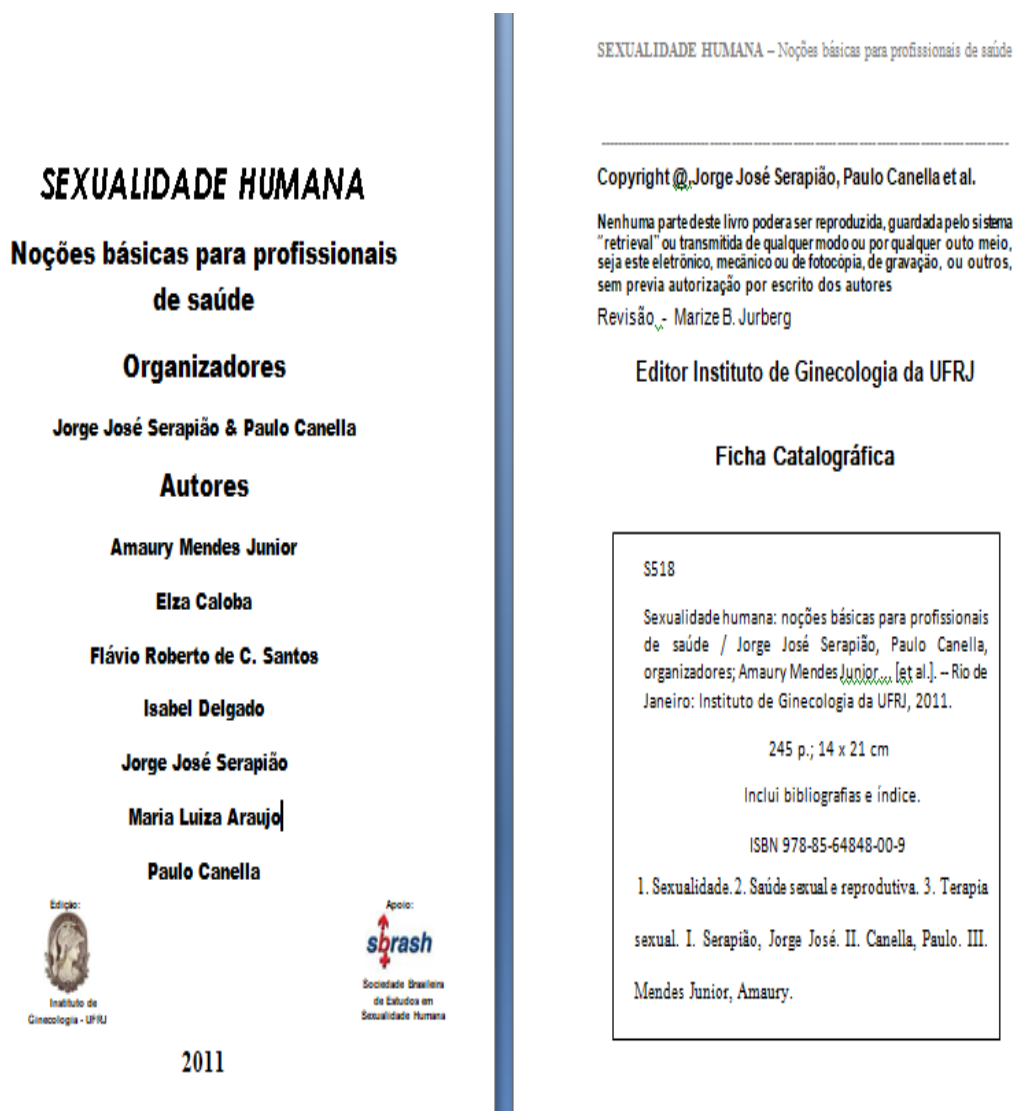 SEXUALIDADE HUMANA
Noções básicas para profissionais
de saúde
Organizadores
Jorge José Serapião & Paulo Canella
Autores
Amaury Mendes Junior
Elza Caloba
Flávio Roberto de C. Santos
Isabel Delgado
Jorge José Serapião
Maria Luiza Araujo
Paulo Canella
Edição:
Instituto de
Ginecologia - UFRJ
Apoio:
sbrash
Sociedade Brasileira
de Estudos em
Sexualidade Humana
2011
SEXUALIDADE HUMANA – Noções básicas para profissionais de saúde
Copyright @,Jorge José Serapião, Paulo Canella et al.
Nenhuma parte deste livro podera ser reproduzida, guardada pelo sistema
“retrieval” ou transmitida de qualquer modo ou por qualquer outo meio,
seja este eletrônico, mecânico ou de fotocópia, de gravação, ou outros,
sem previa autorização por escrito dos autores
Revisão - Marize B. Jurberg
Editor Instituto de Ginecologia da UFRJ
Ficha Catalográfica
S518
Sexualidade humana: noções básicas para profissionais
de saúde / Jorge José Serapião, Paulo Canella,
organizadores; Amaury Mendes Junior... [et al.]. – Rio de
Janeiro: Instituto de Ginecologia da UFRJ, 2011.
245 p.; 14 x 21 cm
Inclui bibliografias e índice.
ISBN 978-85-64848-00-9
1. Sexualidade. 2. Saúde sexual e reprodutiva. 3. Terapia
sexual. I. Serapião, Jorge José. II. Canella, Paulo. III.
Mendes Junior, Amaury.